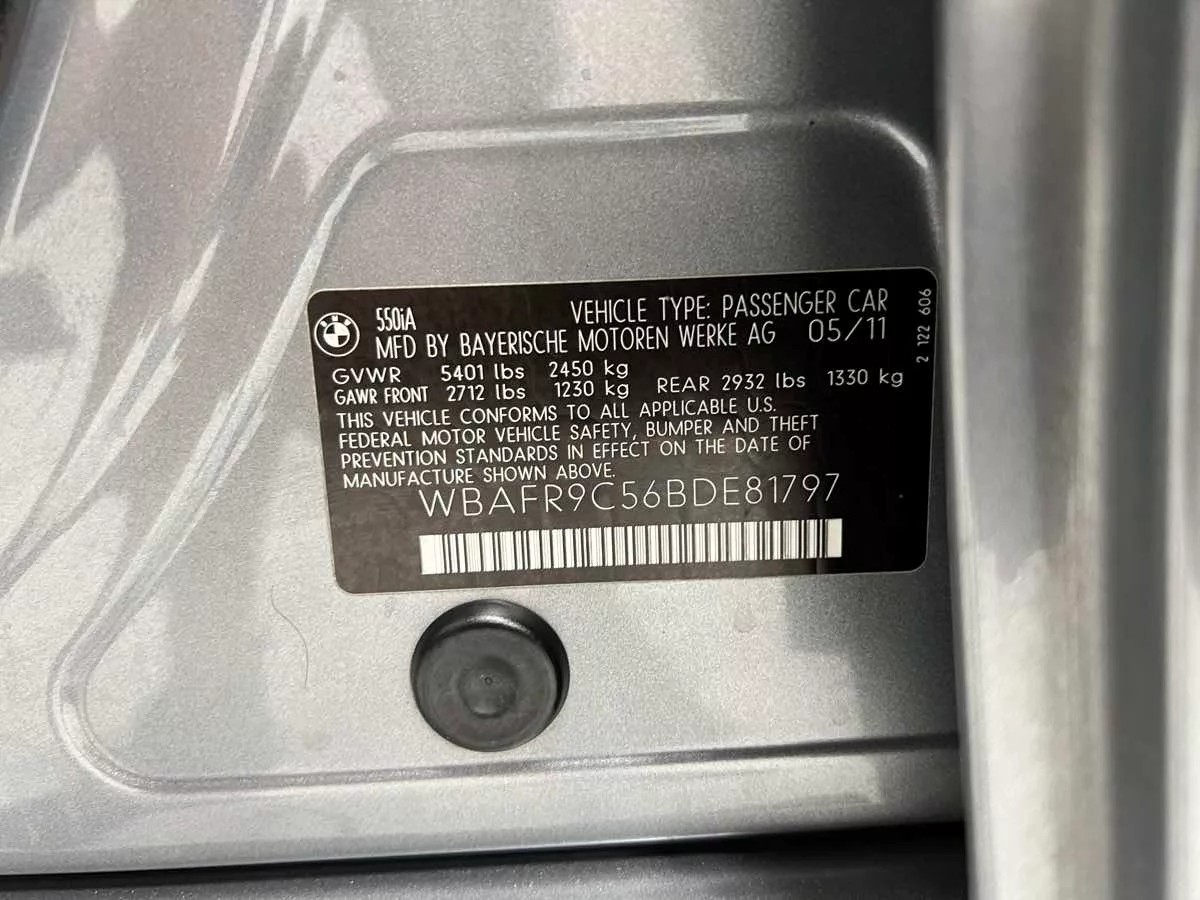 BMW
550iA
VEHICLE TYPE: PASSENGER CAR
MFD BY BAYERISCHE MOTOREN WERKE AG 05/11
GVWR 5401 lbs 2450 kg
GAWR FRONT 2712 lbs 1230 kg REAR 2932 lbs 1330 kg
THIS VEHICLE CONFORMS TO ALL APPLICABLE U.S.
FEDERAL MOTOR VEHICLE SAFETY, BUMPER AND THEFT
PREVENTION STANDARDS IN EFFECT ON THE DATE OF
MANUFACTURE SHOWN ABOVE.
WBAFR9C56BDE81797
2 122 606